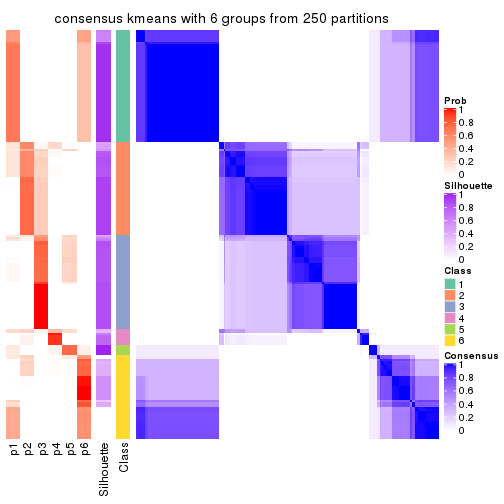 consensus kmeans with 6 groups from 250 partitions
Prob
1
0.8
0.6
0.4
0.2
0
Silhouette
1
0.8
0.6
0.4
0.2
0
Class
1
2
3
4
5
6
Consensus
1
0.8
0.6
0.4
0.2
0
p1
p2
p3
p4
p5
p6
Silhouette
Class